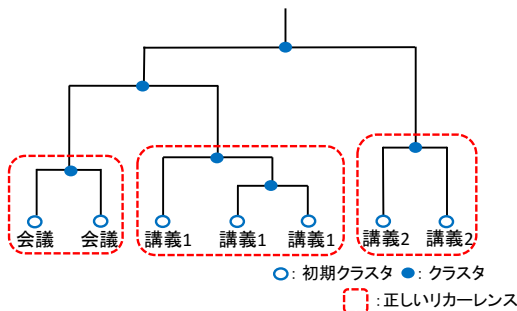 会議 会議 講義1 講義1 講義1 講義2 講義2
○: 初期クラスタ ●: クラスタ
:正しいリカーレンス